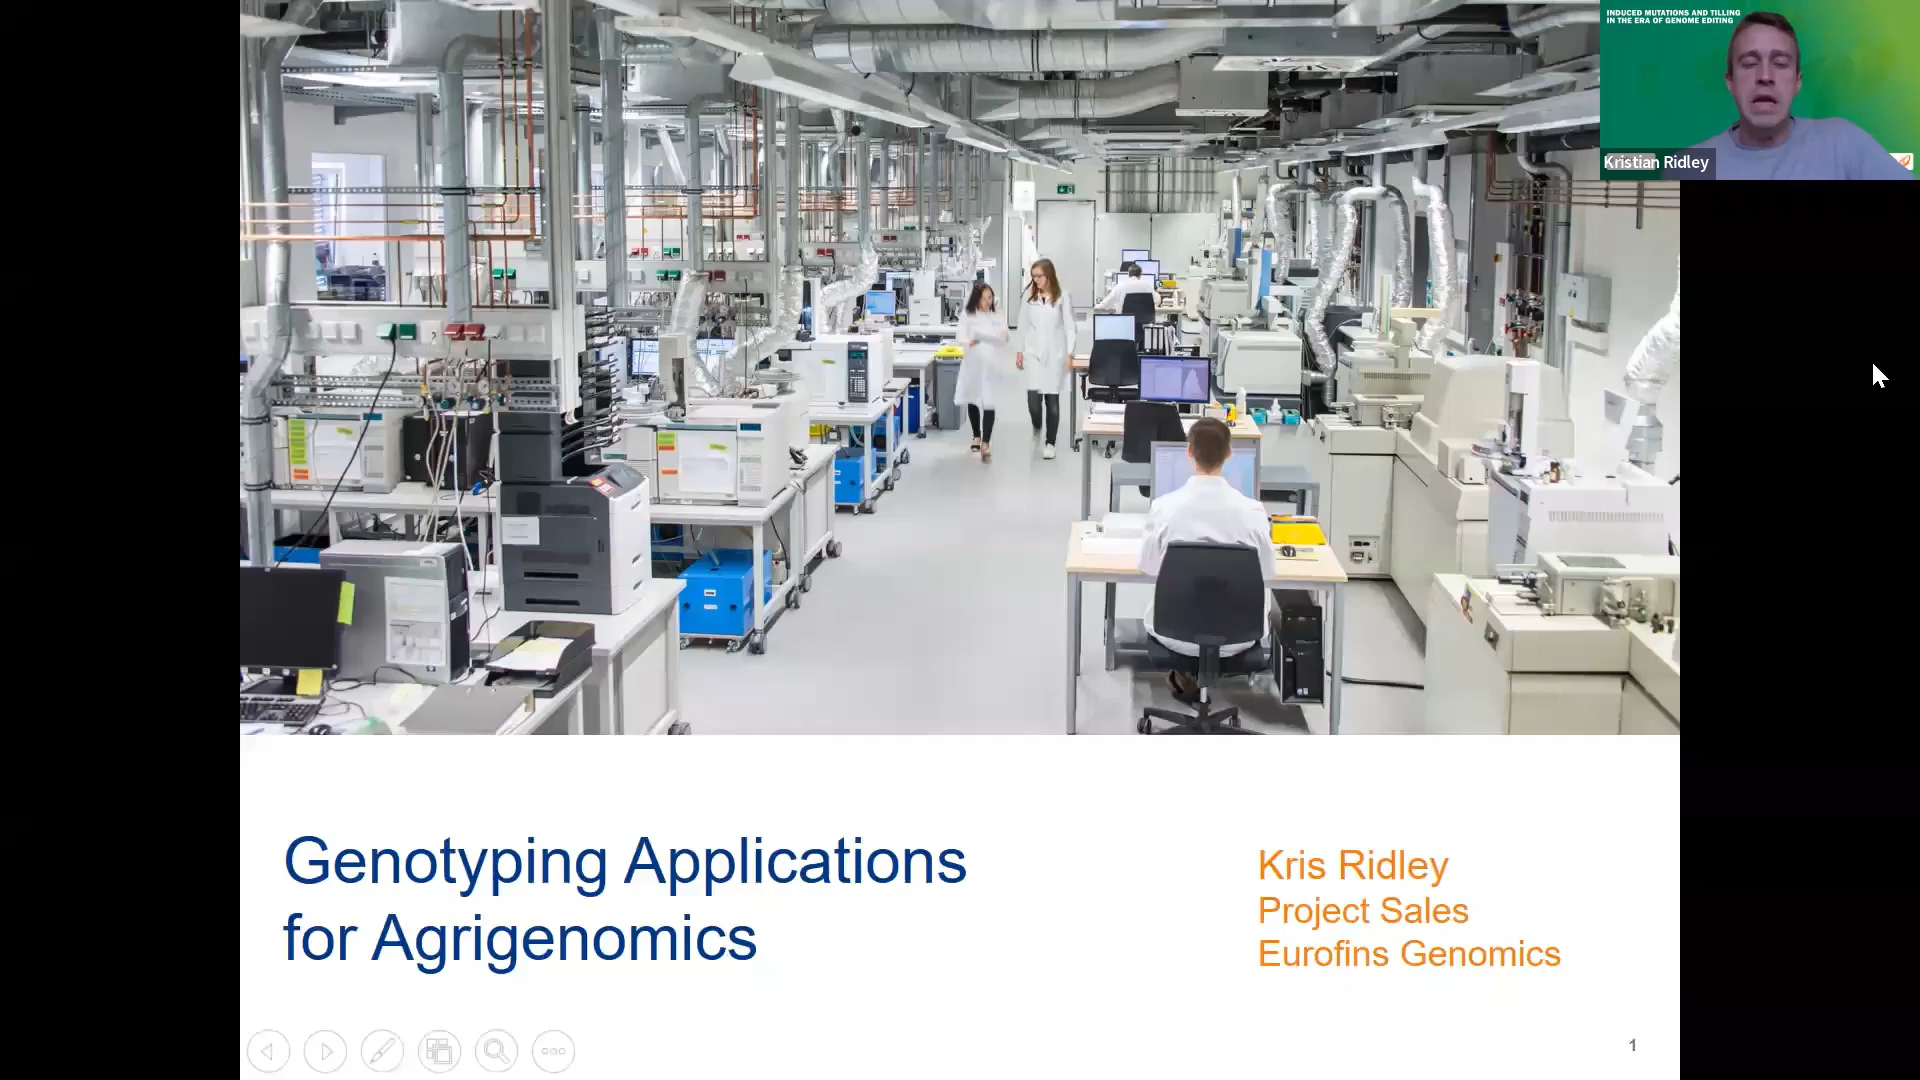 INDUCED MUTATIONS AND TILLING
IN THE ERA OF GENOME EDITING
Kristian Ridley
Genotyping Applications
for Agrigenomics
Kris Ridley
Project Sales
Eurofins Genomics
1